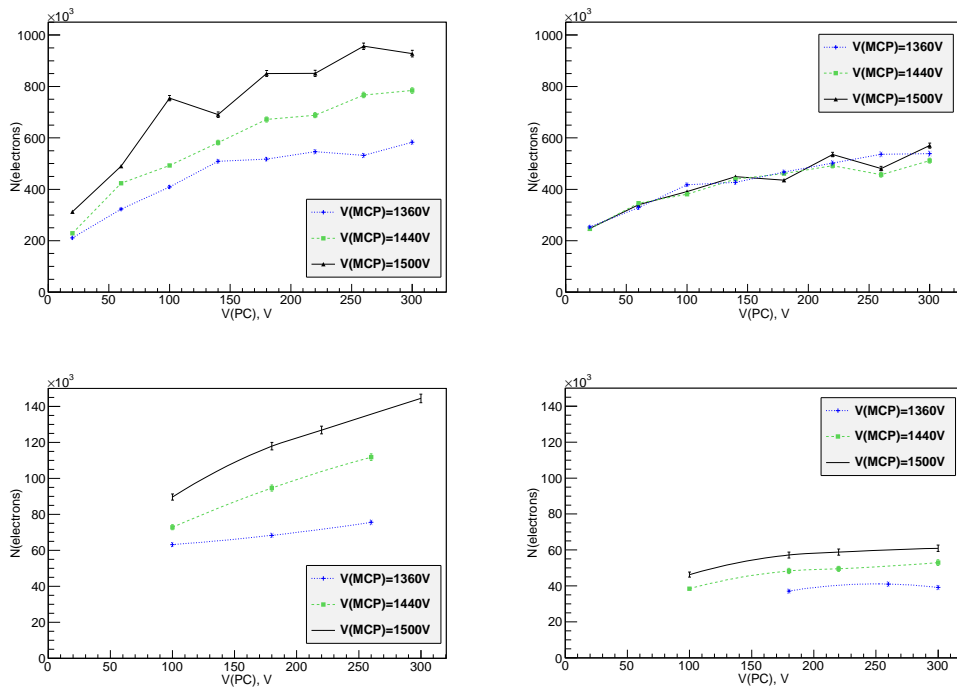 ×10³
N(electrons)
1000
800
600
400
200
0
0 50 100 150 200 250 300
V(PC), V
V(MCP)=1360V
V(MCP)=1440V
V(MCP)=1500V
×10³
N(electrons)
1000
800
600
400
200
0
0 50 100 150 200 250 300
V(PC), V
V(MCP)=1360V
V(MCP)=1440V
V(MCP)=1500V
×10³
N(electrons)
140
120
100
80
60
40
20
0
0 50 100 150 200 250 300
V(PC), V
V(MCP)=1360V
V(MCP)=1440V
V(MCP)=1500V
×10³
N(electrons)
140
120
100
80
60
40
20
0
0 50 100 150 200 250 300
V(PC), V
V(MCP)=1360V
V(MCP)=1440V
V(MCP)=1500V